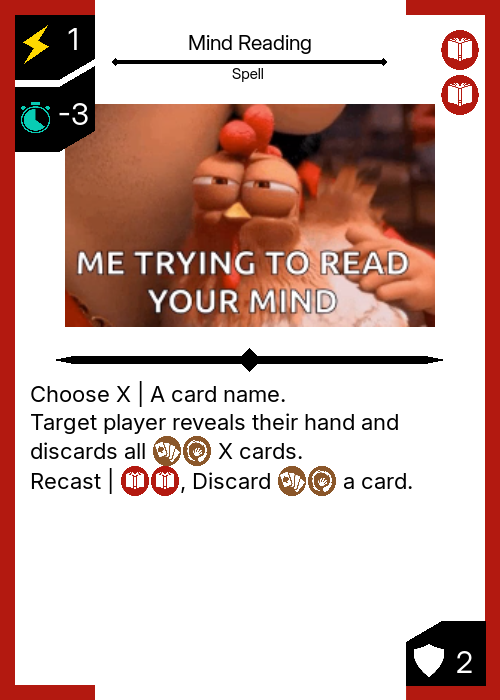 1
Mind Reading
Spell
-3
ME TRYING TO READ
YOUR MIND
Choose X | A card name.
Target player reveals their hand and
discards all X cards.
Recast | , Discard a card.
2